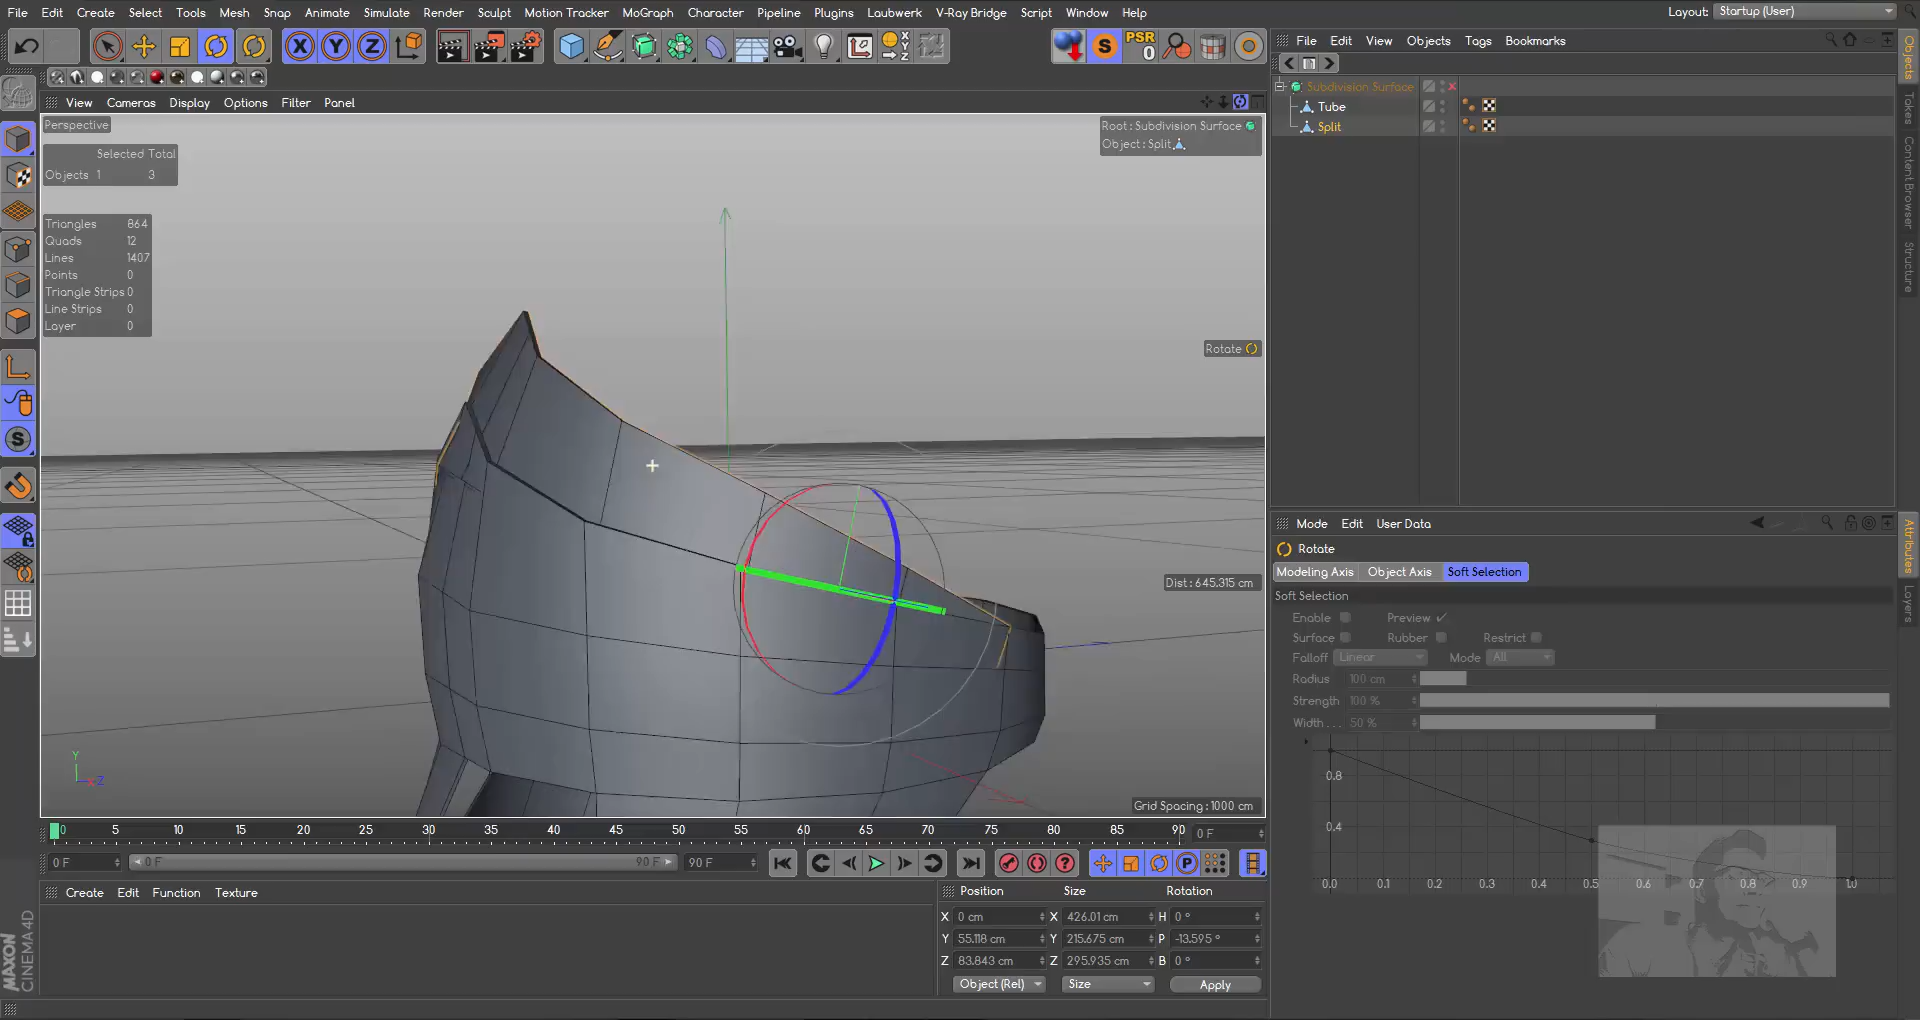 File Edit Create Select Tools Mesh Snap Animate Simulate Render Sculpt Motion Tracker MoGraph Character Pipeline Plugins Laubwerk V-Ray Bridge Script Window Help Layout: Startup (User)
X Y Z
S PSR 0
File Edit View Objects Tags Bookmarks
View Cameras Display Options Filter Panel
Subdivision Surface
Tube
Split
Perspective
Root : Subdivision Surface
Object : Split
Selected Total
Objects 1 3
Triangles 864
Quads 12
Lines 1407
Points 0
Triangle Strips 0
Line Strips 0
Layer 0
Rotate
Dist : 645.315 cm
Y
X Z
Grid Spacing : 1000 cm
S
Objects
Takes
Content Browser
Structure
Mode Edit User Data
Rotate
Modeling Axis Object Axis Soft Selection
Soft Selection
Enable Preview
Surface Rubber Restrict
Falloff Linear Mode All
Radius 100 cm
Strength 100 %
Width . . . 50 %
0.8
0.4
0.0 0.1 0.2 0.3 0.4 0.5 0.6 0.7 0.8 0.9 1.0
Attributes
Layers
0 5 10 15 20 25 30 35 40 45 50 55 60 65 70 75 80 85 90 0 F
0 F 0 F 90 F 90 F
P
Create Edit Function Texture
Position Size Rotation
X 0 cm X 426.01 cm H 0 °
Y 55.118 cm Y 215.675 cm P -13.595 °
Z 83.843 cm Z 295.935 cm B 0 °
Object (Rel) Size Apply
MAXON
CINEMA4D